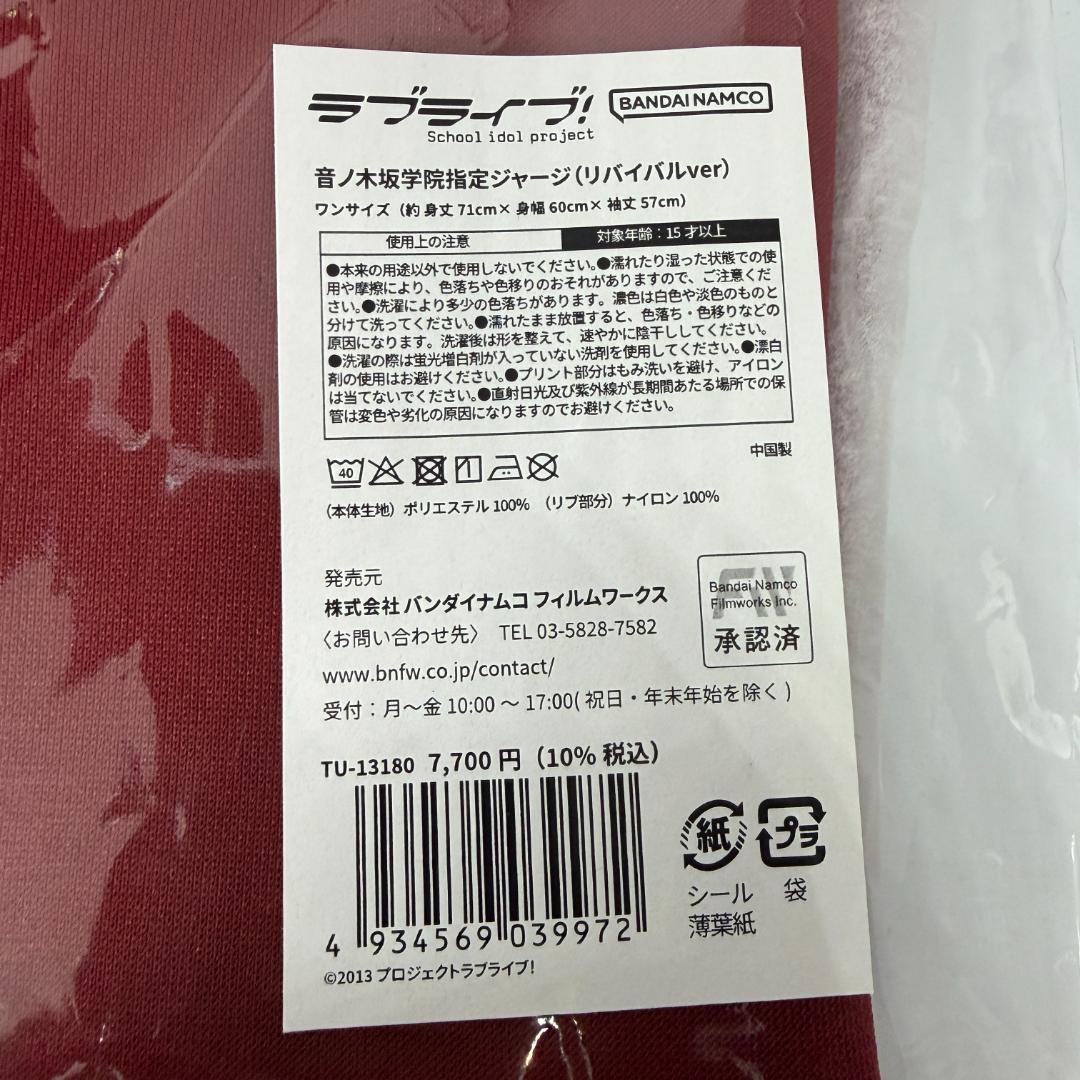 ラブライブ! BANDAI NAMCO
School idol project
音ノ木坂学院指定ジャージ(リバイバルver)
ワンサイズ（約 身丈 71cm× 身幅 60cm× 袖丈 57cm）
使用上の注意 対象年齢：15 才以上
●本来の用途以外で使用しないでください。●濡れたり湿った状態での使
用や摩擦により、色落ちや色移りのおそれがありますので、ご注意くだ
さい。●洗濯により多少の色落ちがあります。濃色は白色や淡色のものと
分けて洗ってください。●濡れたまま放置すると、色落ち・色移りなどの
原因になります。洗濯後は形を整えて、速やかに陰干ししてください。
●洗濯の際は蛍光増白剤が入っていない洗剤を使用してください。●漂白
剤の使用はお避けください。●プリント部分はもみ洗いを避け、アイロン
は当てないでください。●直射日光及び紫外線が長期間あたる場所での保
管は変色や劣化の原因になりますのでお避けください。
中国製
40
（本体生地）ポリエステル 100% （リブ部分）ナイロン 100%
発売元
株式会社 バンダイナムコ フィルムワークス
〈お問い合わせ先〉 TEL 03-5828-7582
www.bnfw.co.jp/contact/
受付：月～金 10:00 ～ 17:00( 祝日・年末年始を除く )
FW
Bandai Namco
Filmworks Inc.
承認済
TU-13180 7,700 円（10% 税込）
4 934569 039972
紙 プラ
シール 袋
薄葉紙
©2013 プロジェクトラブライブ!